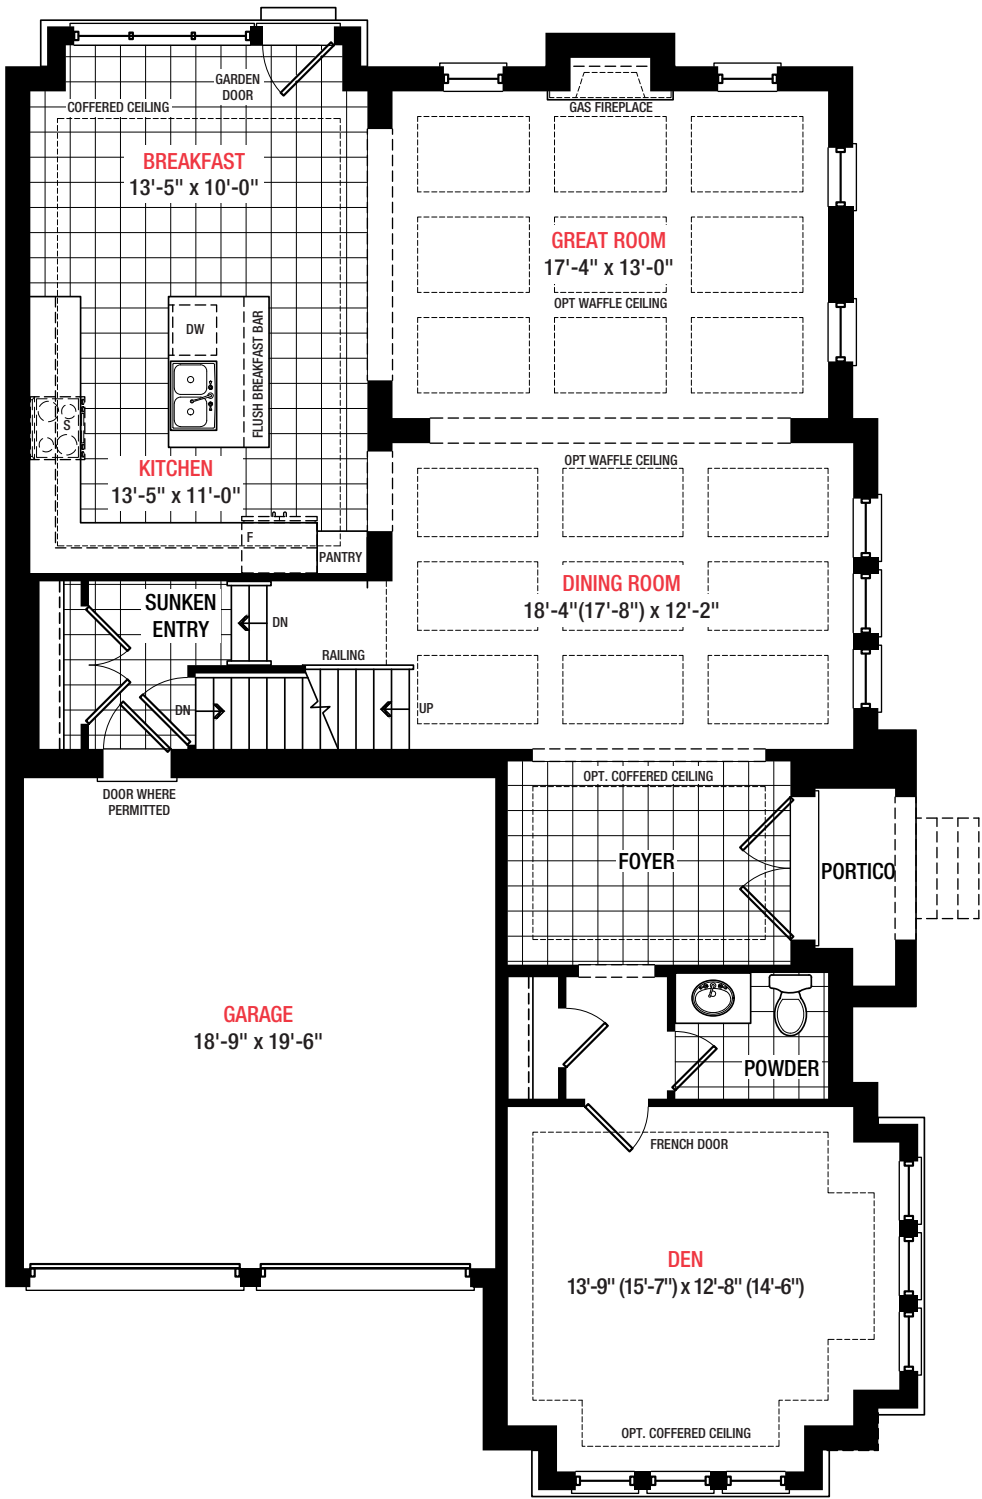 GARDEN
DOOR
COFFERED CEILING
GAS FIREPLACE
BREAKFAST
13'-5" x 10'-0"
GREAT ROOM
17'-4" x 13'-0"
OPT WAFFLE CEILING
DW
FLUSH BREAKFAST BAR
S
KITCHEN
13'-5" x 11'-0"
OPT WAFFLE CEILING
F
PANTRY
DINING ROOM
18'-4"(17'-8") x 12'-2"
SUNKEN
ENTRY
DN
RAILING
DN
UP
DOOR WHERE
PERMITTED
OPT. COFFERED CEILING
FOYER
PORTICO
GARAGE
18'-9" x 19'-6"
POWDER
FRENCH DOOR
DEN
13'-9" (15'-7") x 12'-8" (14'-6")
OPT. COFFERED CEILING